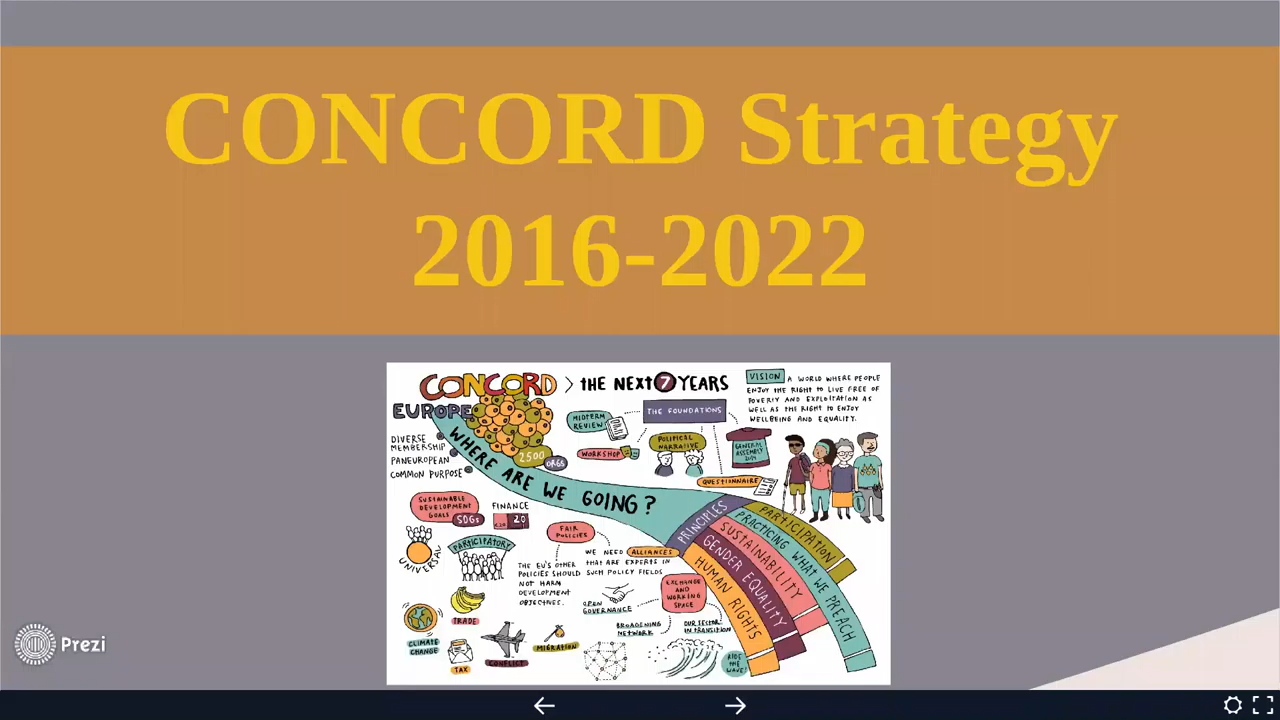 CONCORD Strategy
2016-2022
CONCORD > THE NEXT 7 YEARS
EUROPE
DIVERSE
MEMBERSHIP
PANEUROPEAN
COMMON PURPOSE
2500
ORGS
WHERE ARE WE GOING?
MIDTERM
REVIEW
THE FOUNDATIONS
WORKSHOP
POLITICAL
NARRATIVE
GENERAL
ASSEMBLY
QUESTIONNAIRE
VISION A WORLD WHERE PEOPLE
ENJOY THE RIGHT TO LIVE FREE OF
POVERTY AND EXPLOITATION AS
WELL AS THE RIGHT TO ENJOY
WELLBEING AND EQUALITY.
SUSTAINABLE
DEVELOPMENT
GOALS
SDGs
FINANCE
20
UNIVERSAL
PARTICIPATORY
FAIR
POLICIES
THE EU'S OTHER
POLICIES SHOULD
NOT HARM
DEVELOPMENT
OBJECTIVES.
WE NEED ALLIANCES
THAT ARE EXPERTS IN
SUCH POLICY FIELDS
EXCHANGE
AND
WORKING
SPACE
OPEN
GOVERNANCE
BROADENING
NETWORK
OUR SECTOR
IN TRANSITION
RIDE
THE
WAVE!
CLIMATE
CHANGE
TRADE
TAX
CONFLICT
MIGRATION
PRINCIPLES
PARTICIPATION
PRACTICING WHAT WE PREACH
SUSTAINABILITY
GENDER EQUALITY
HUMAN RIGHTS
Prezi